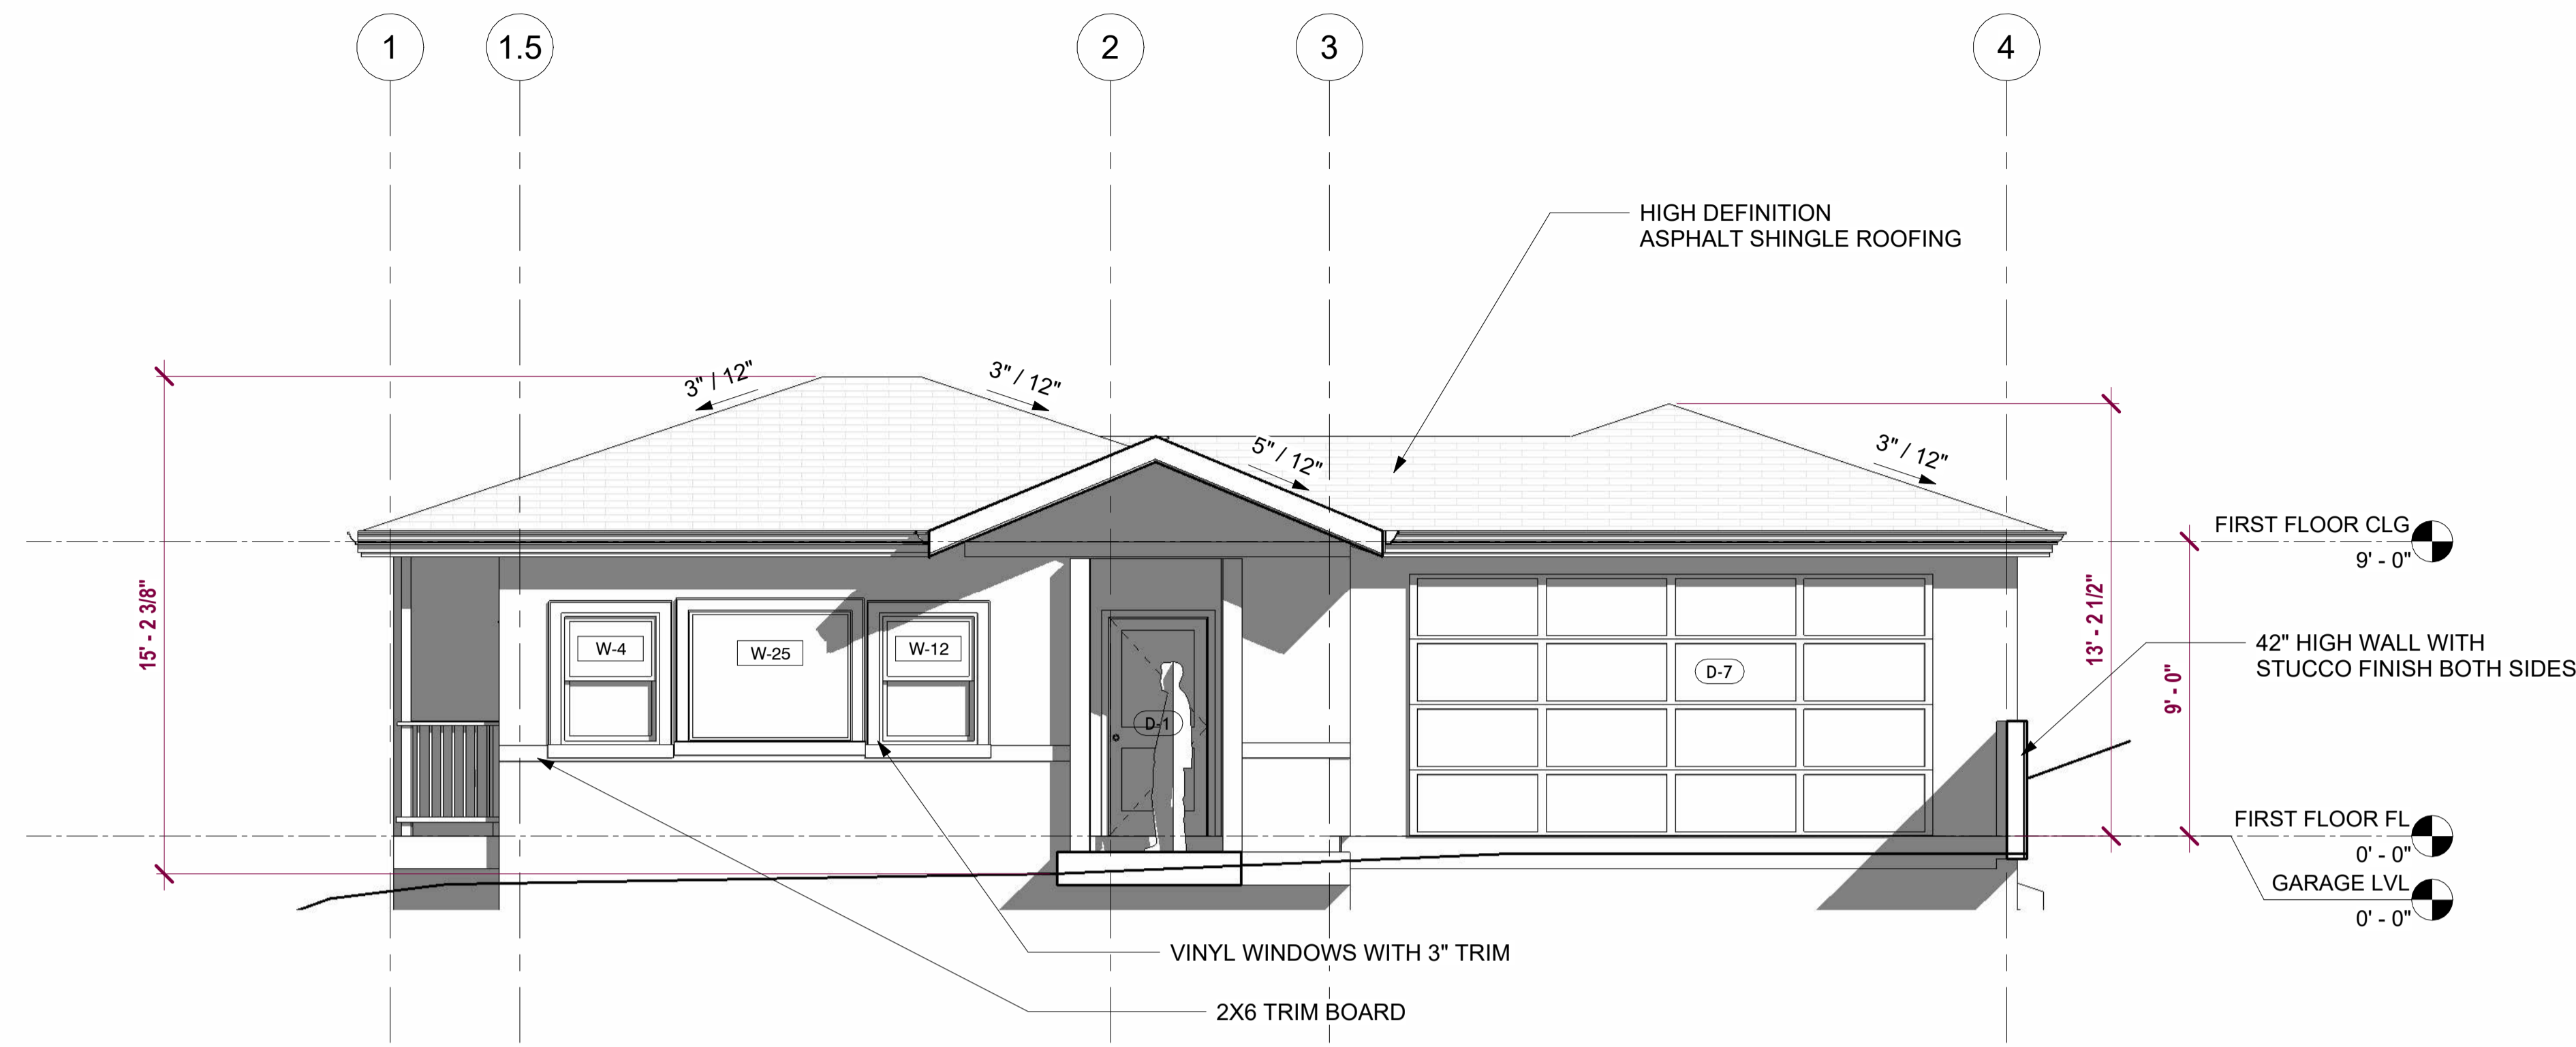 1
1.5
2
3
4
HIGH DEFINITION
ASPHALT SHINGLE ROOFING
3" / 12"
3" / 12"
5" / 12"
3" / 12"
FIRST FLOOR CLG
9' - 0"
15' - 2 3/8"
13' - 2 1/2"
9' - 0"
W-4
W-25
W-12
D-1
D-7
42" HIGH WALL WITH
STUCCO FINISH BOTH SIDES
FIRST FLOOR FL
0' - 0"
GARAGE LVL
0' - 0"
VINYL WINDOWS WITH 3" TRIM
2X6 TRIM BOARD